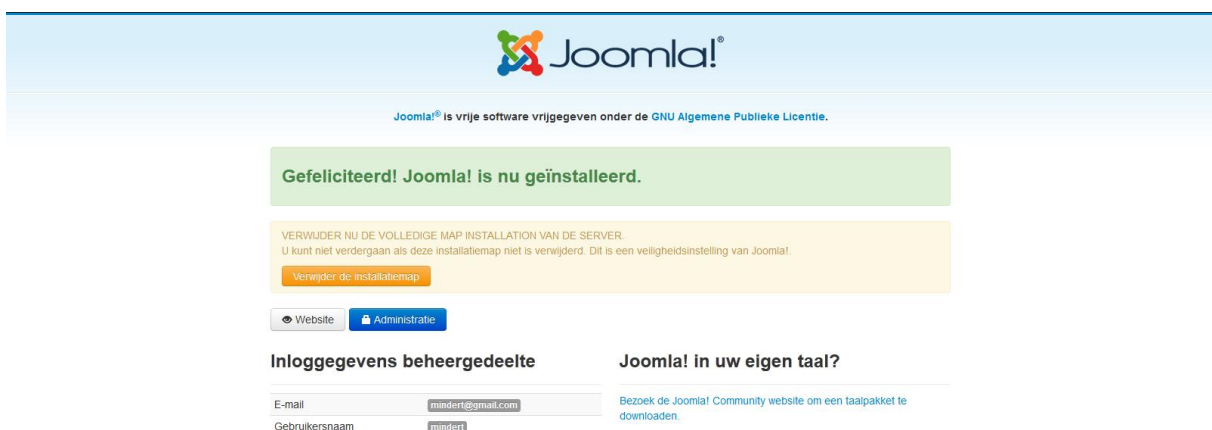 Joomla!®
Joomla!® is vrije software vrijgegeven onder de GNU Algemene Publieke Licentie.
Gefeliciteerd! Joomla! is nu geïnstalleerd.
VERWIJDER NU DE VOLLEDIGE MAP INSTALLATION VAN DE SERVER.
U kunt niet verdergaan als deze installatiemap niet is verwijderd. Dit is een veiligheidsinstelling van Joomla!.
Verwijder de installatiemap
Website
Administratie
Inloggegevens beheergedeelte
E-mail mindert@gmail.com
Gebruikersnaam mindert
Joomla! in uw eigen taal?
Bezoek de Joomla! Community website om een taalpakket te
downloaden.